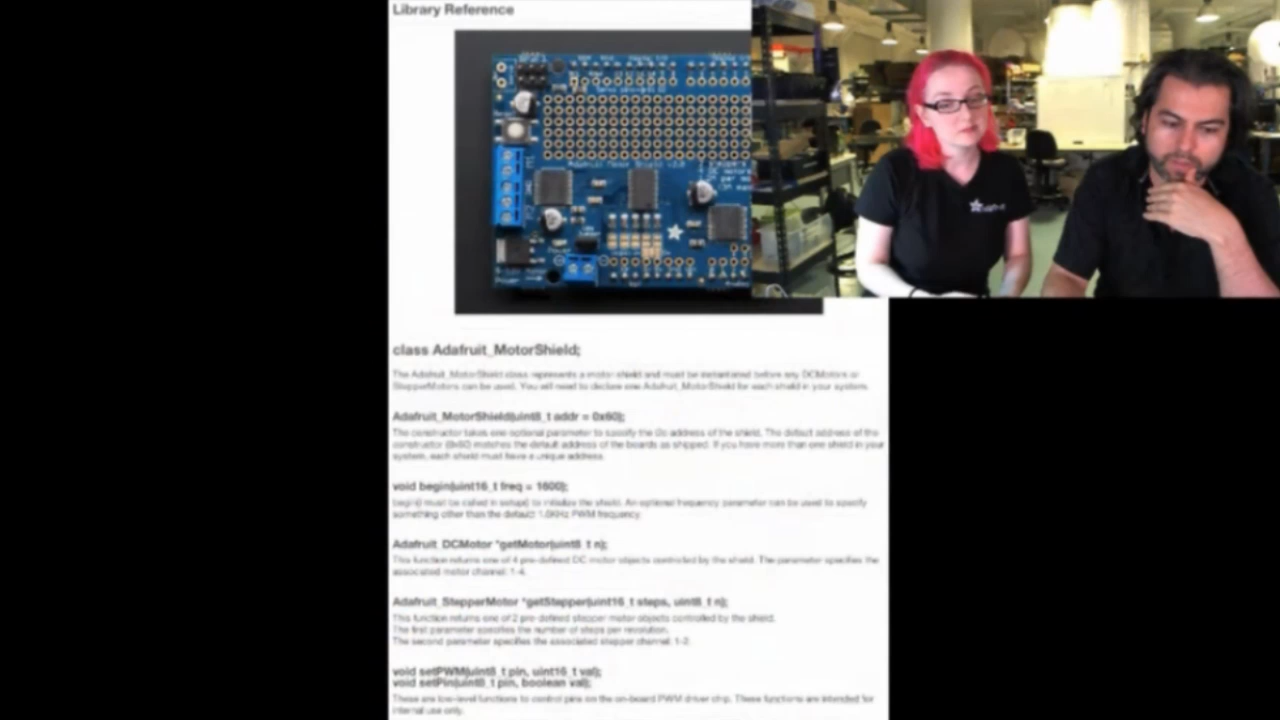 Library Reference
Adafruit Motor Shield v2.0
class Adafruit_MotorShield;
The Adafruit_MotorShield class represents a motor shield and must be instantiated before any DCMotors or
StepperMotors can be used. You will need to declare one Adafruit_MotorShield for each shield in your system.
Adafruit_MotorShield(uint8_t addr = 0x60);
The constructor takes one optional parameter to specify the i2c address of the shield. The default address of the
constructor (0x60) matches the default address of the boards as shipped. If you have more than one shield in your
system, each shield must have a unique address.
void begin(uint16_t freq = 1600);
begin() must be called in setup() to initialize the shield. An optional frequency parameter can be used to specify
something other than the default: 1.6KHz PWM frequency.
Adafruit_DCMotor *getMotor(uint8_t n);
This function returns one of 4 pre-defined DC motor objects controlled by the shield. The parameter specifies the
associated motor channel: 1-4.
Adafruit_StepperMotor *getStepper(uint16_t steps, uint8_t n);
This function returns one of 2 pre-defined stepper motor objects controlled by the shield.
The first parameter specifies the number of steps per revolution.
The second parameter specifies the associated stepper channel: 1-2.
void setPWM(uint8_t pin, uint16_t val);
void setPin(uint8_t pin, boolean val);
These are low-level functions to control pins on the on-board PWM driver chip. These functions are intended for
internal use only.